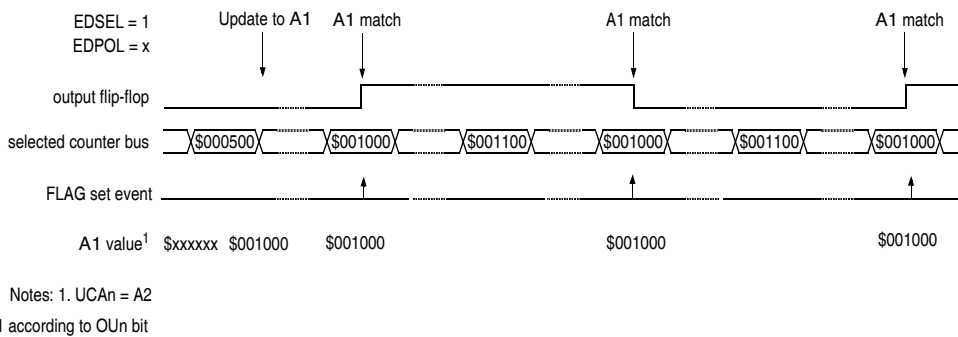 EDSEL = 1
EDPOL = x
Update to A1 A1 match A1 match A1 match
output flip-flop
selected counter bus $000500 $001000 $001100 $001000 $001100 $001000
FLAG set event
A1 value1 $xxxxxx $001000 $001000 $001000 $001000
Notes: 1. UCAn = A2
according to OUn bit